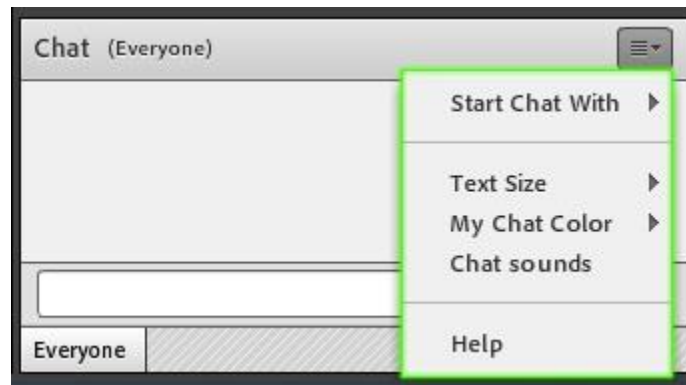 Chat (Everyone)
Start Chat With
Text Size
My Chat Color
Chat sounds
Help
Everyone